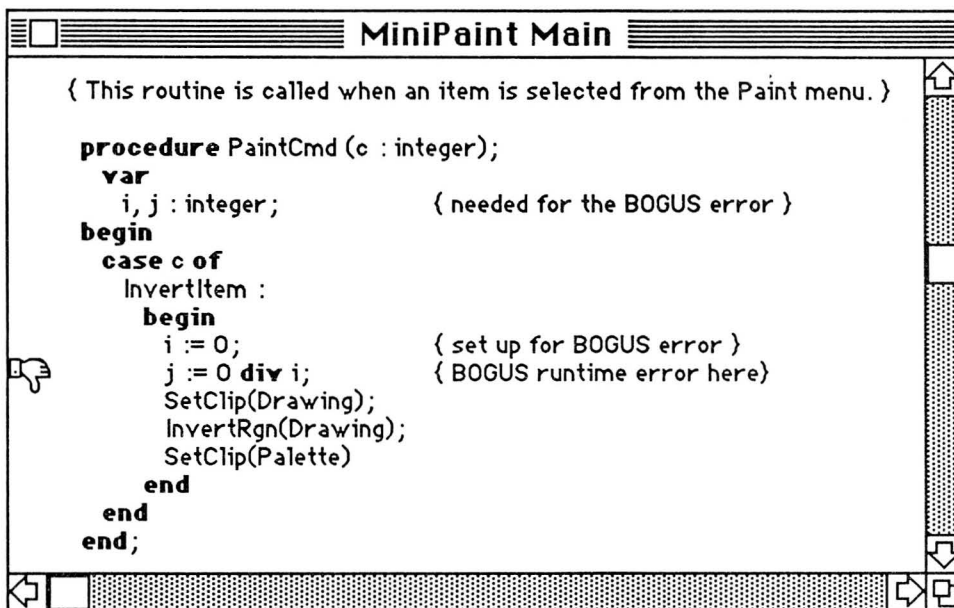 MiniPaint Main
{ This routine is called when an item is selected from the Paint menu. }
procedure PaintCmd (c : integer);
var
i, j : integer; { needed for the BOGUS error }
begin
case c of
InvertItem :
begin
i := 0; { set up for BOGUS error }
j := 0 div i; { BOGUS runtime error here}
SetClip(Drawing);
InvertRgn(Drawing);
SetClip(Palette)
end
end
end;